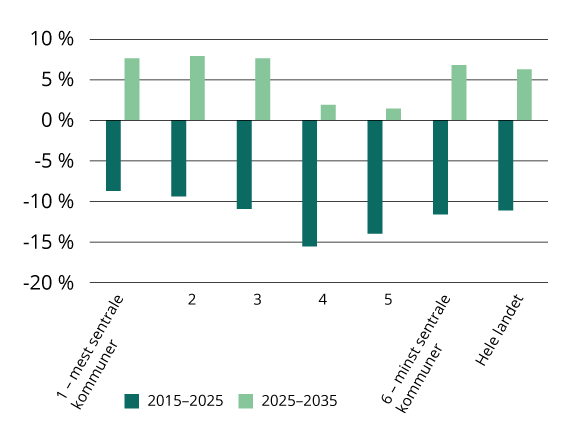 10 %
5 %
0 %
-5 %
-10 %
-15 %
-20 %
1 – mest sentrale
kommuner
2
3
4
5
6 – minst sentrale
kommuner
Hele landet
2015–2025
2025–2035